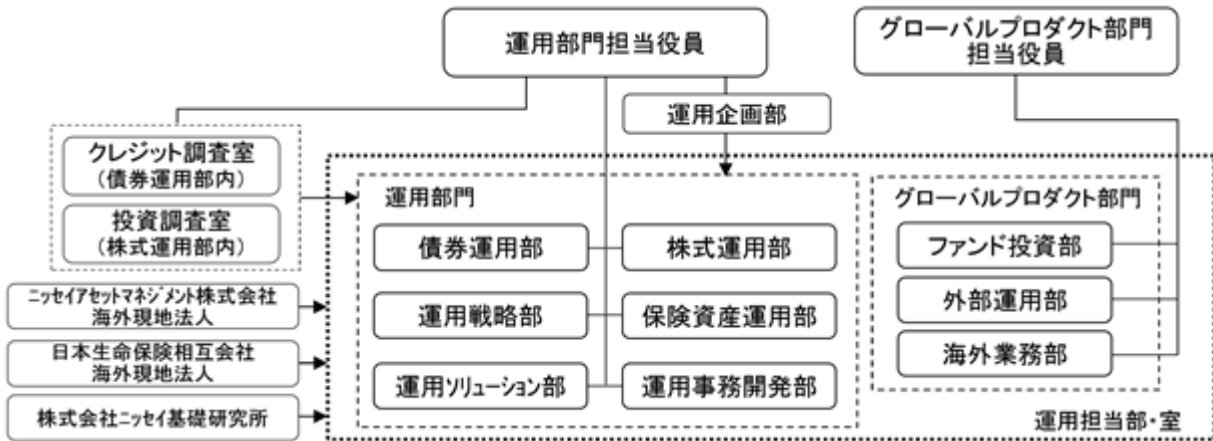 運用部門担当役員
グローバルプロダクト部門
担当役員
運用企画部
クレジット調査室
（債券運用部内）
投資調査室
（株式運用部内）
ニッセイアセットマネジメント株式会社
海外現地法人
日本生命保険相互会社
海外現地法人
株式会社ニッセイ基礎研究所
運用部門
債券運用部
株式運用部
運用戦略部
保険資産運用部
運用ソリューション部
運用事務開発部
グローバルプロダクト部門
ファンド投資部
外部運用部
海外業務部
運用担当部・室